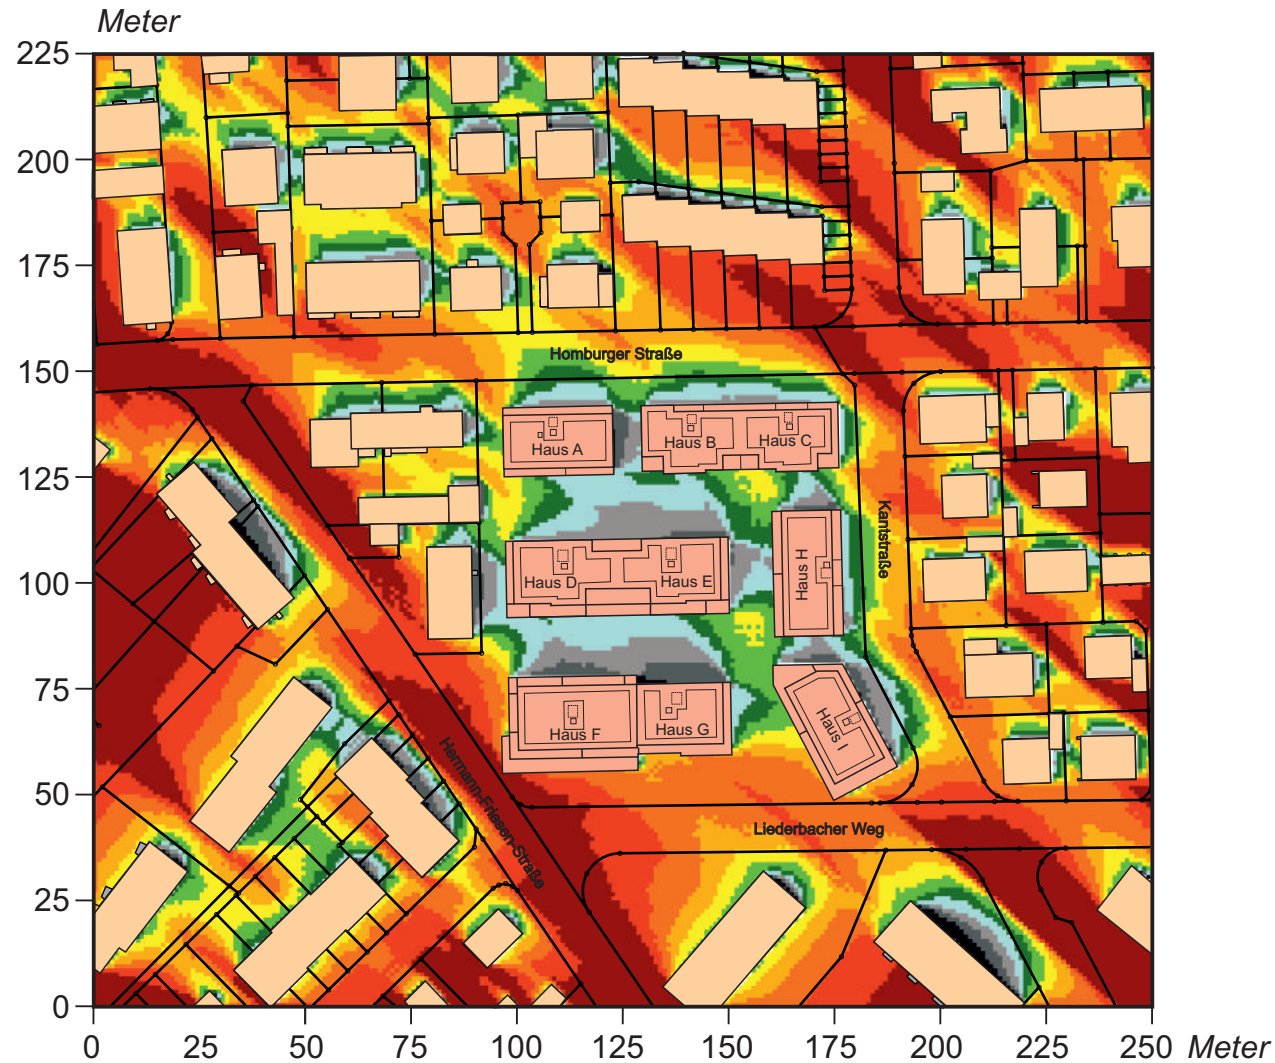 Meter
225
200
175
150
125
100
75
50
25
0
Homburger Straße
Haus A
Haus B
Haus C
Kantstraße
Haus D
Haus E
Haus H
Haus F
Haus G
Haus I
Hermann-Friesen-Straße
Liederbacher Weg
0 25 50 75 100 125 150 175 200 225 250 Meter